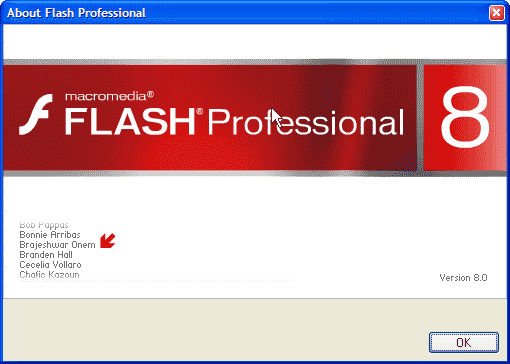 About Flash Professional
macromedia®
FLASH® Professional 8
Bob Pappas
Bonnie Arribas
Brajeshwar Onem
Branden Hall
Cecelia Vollaro
Chafic Kazoun
Version 8.0
OK